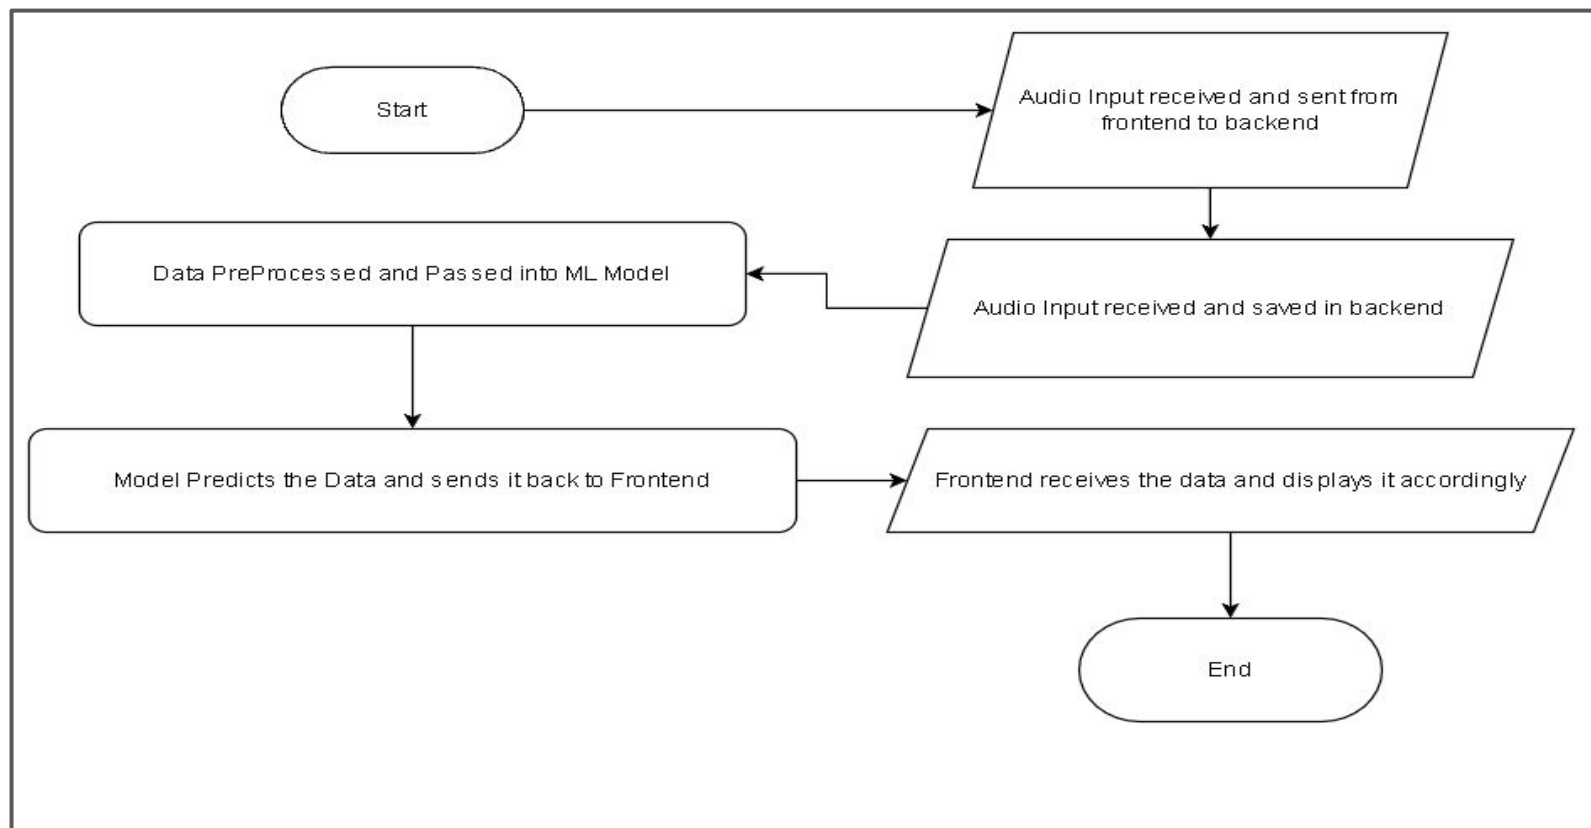 Start
Audio Input received and sent from
frontend to backend
Audio Input received and saved in backend
Data PreProcessed and Passed into ML Model
Model Predicts the Data and sends it back to Frontend
Frontend receives the data and displays it accordingly
End